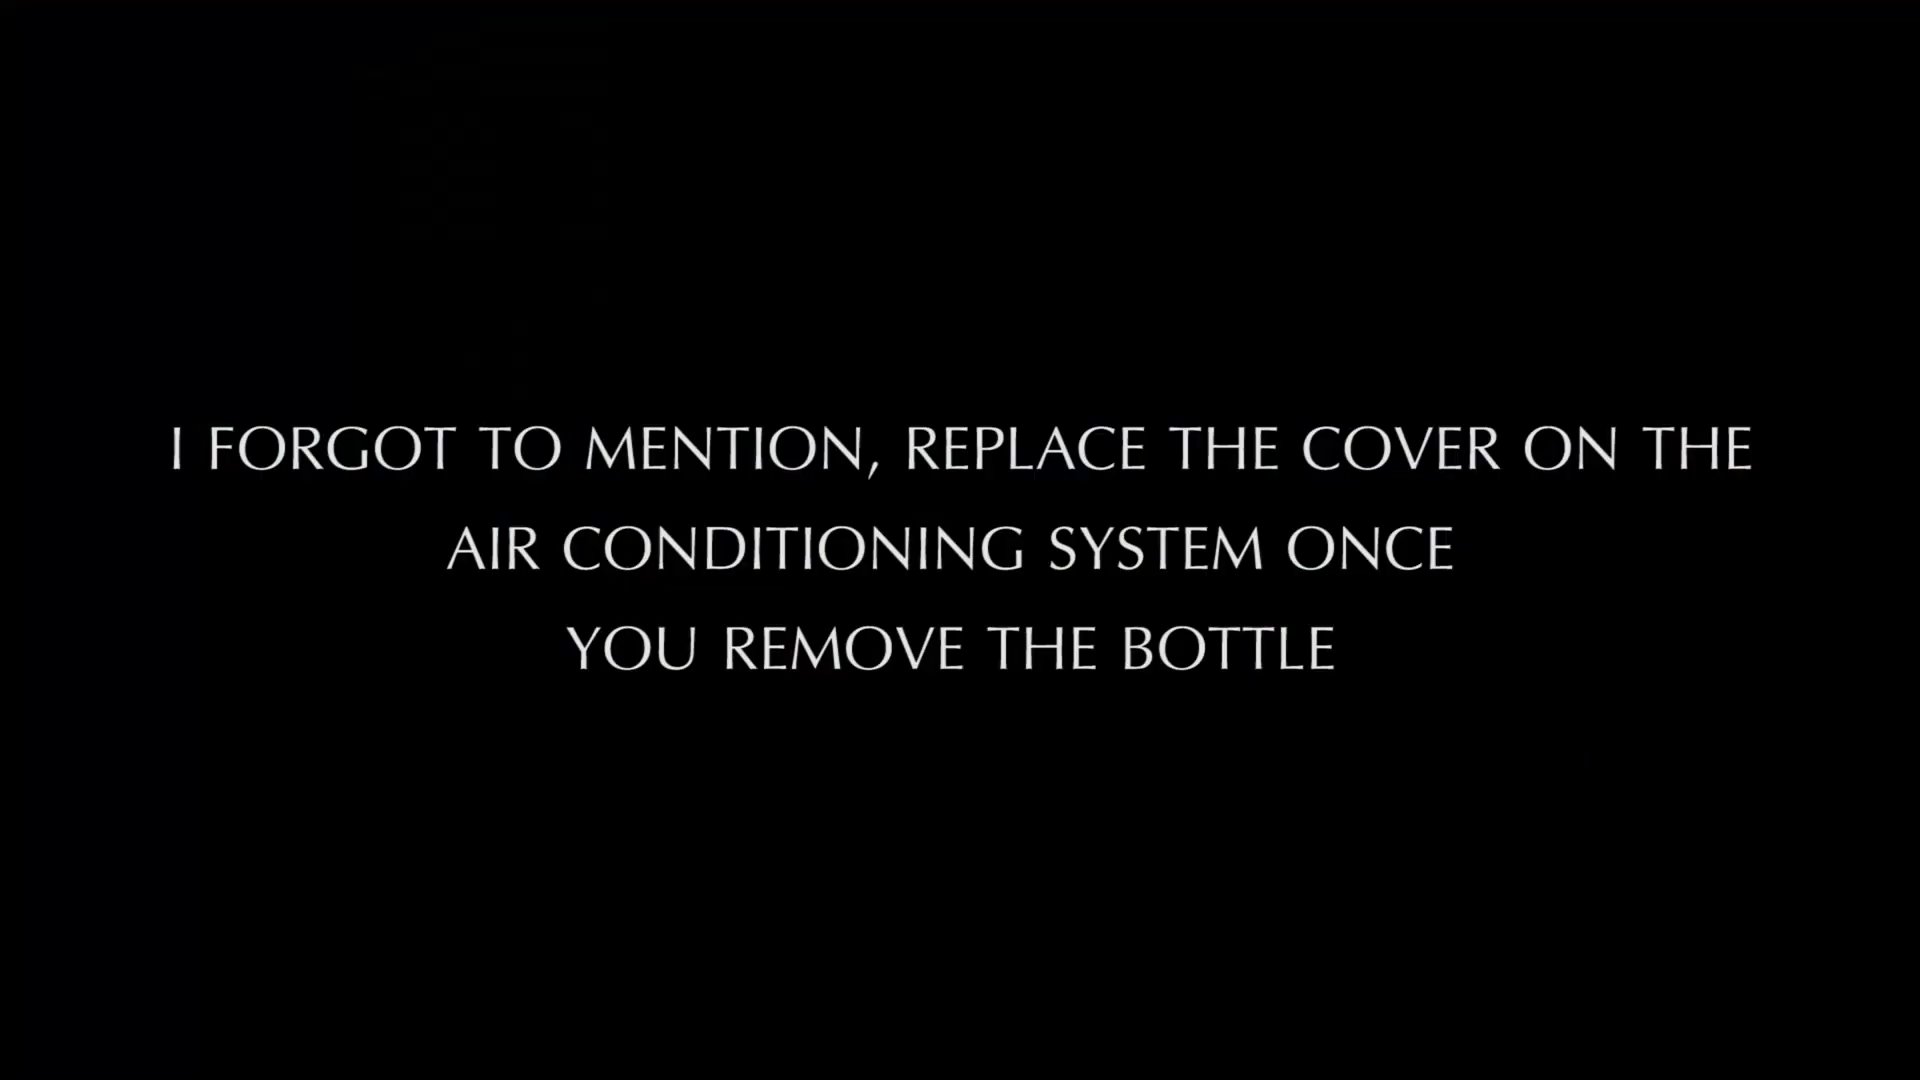 I FORGOT TO MENTION, REPLACE THE COVER ON THE
AIR CONDITIONING SYSTEM ONCE
YOU REMOVE THE BOTTLE